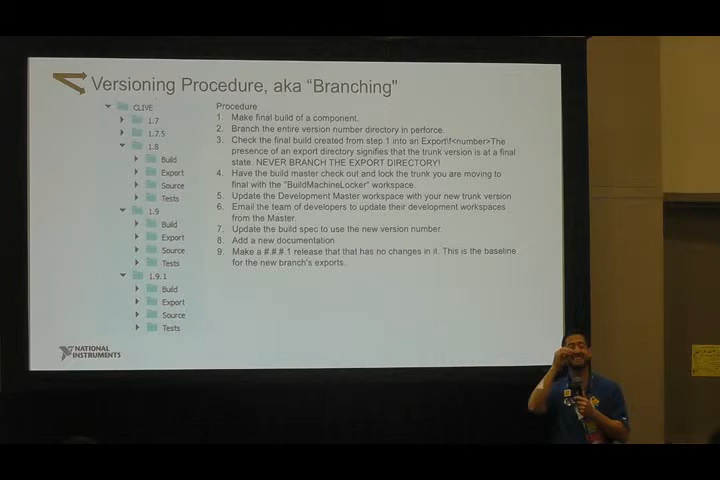 Versioning Procedure, aka “Branching"
CLIVE
1.7
1.7.5
1.8
Build
Export
Source
Tests
1.9
Build
Export
Source
Tests
1.9.1
Build
Export
Source
Tests
Procedure
1. Make final build of a component.
2. Branch the entire version number directory in perforce.
3. Check the final build created from step 1 into an Export\f<number>The
presence of an export directory signifies that the trunk version is at a final
state. NEVER BRANCH THE EXPORT DIRECTORY!
4. Have the build master check out and lock the trunk you are moving to
final with the "BuildMachineLocker" workspace.
5. Update the Development Master workspace with your new trunk version
6. Email the team of developers to update their development workspaces
from the Master.
7. Update the build spec to use the new version number.
8. Add a new documentation
9. Make a #.#.#.1 release that that has no changes in it. This is the baseline
for the new branch's exports.
NATIONAL
INSTRUMENTS